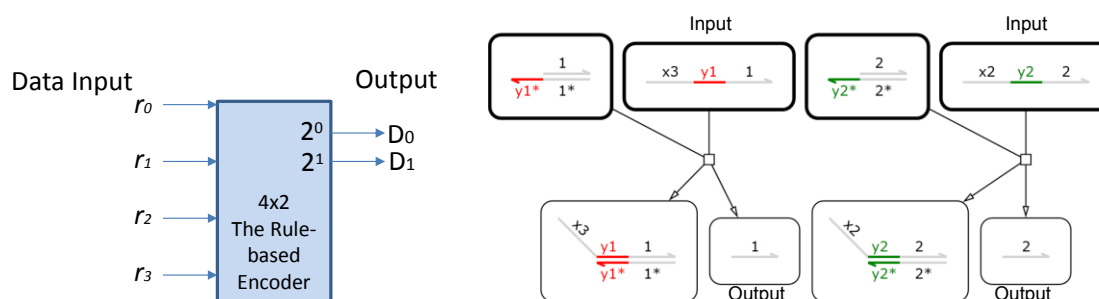 Data Input
Output
r0
r1
r2
r3
2^0
2^1
D0
D1
4x2
The Rule-
based
Encoder
Input
Input
1
y1*
1*
x3
y1
1
2
y2*
2*
x2
y2
2
x3
y1
1
y1*
1*
1
Output
x2
y2
2
y2*
2*
2
Output